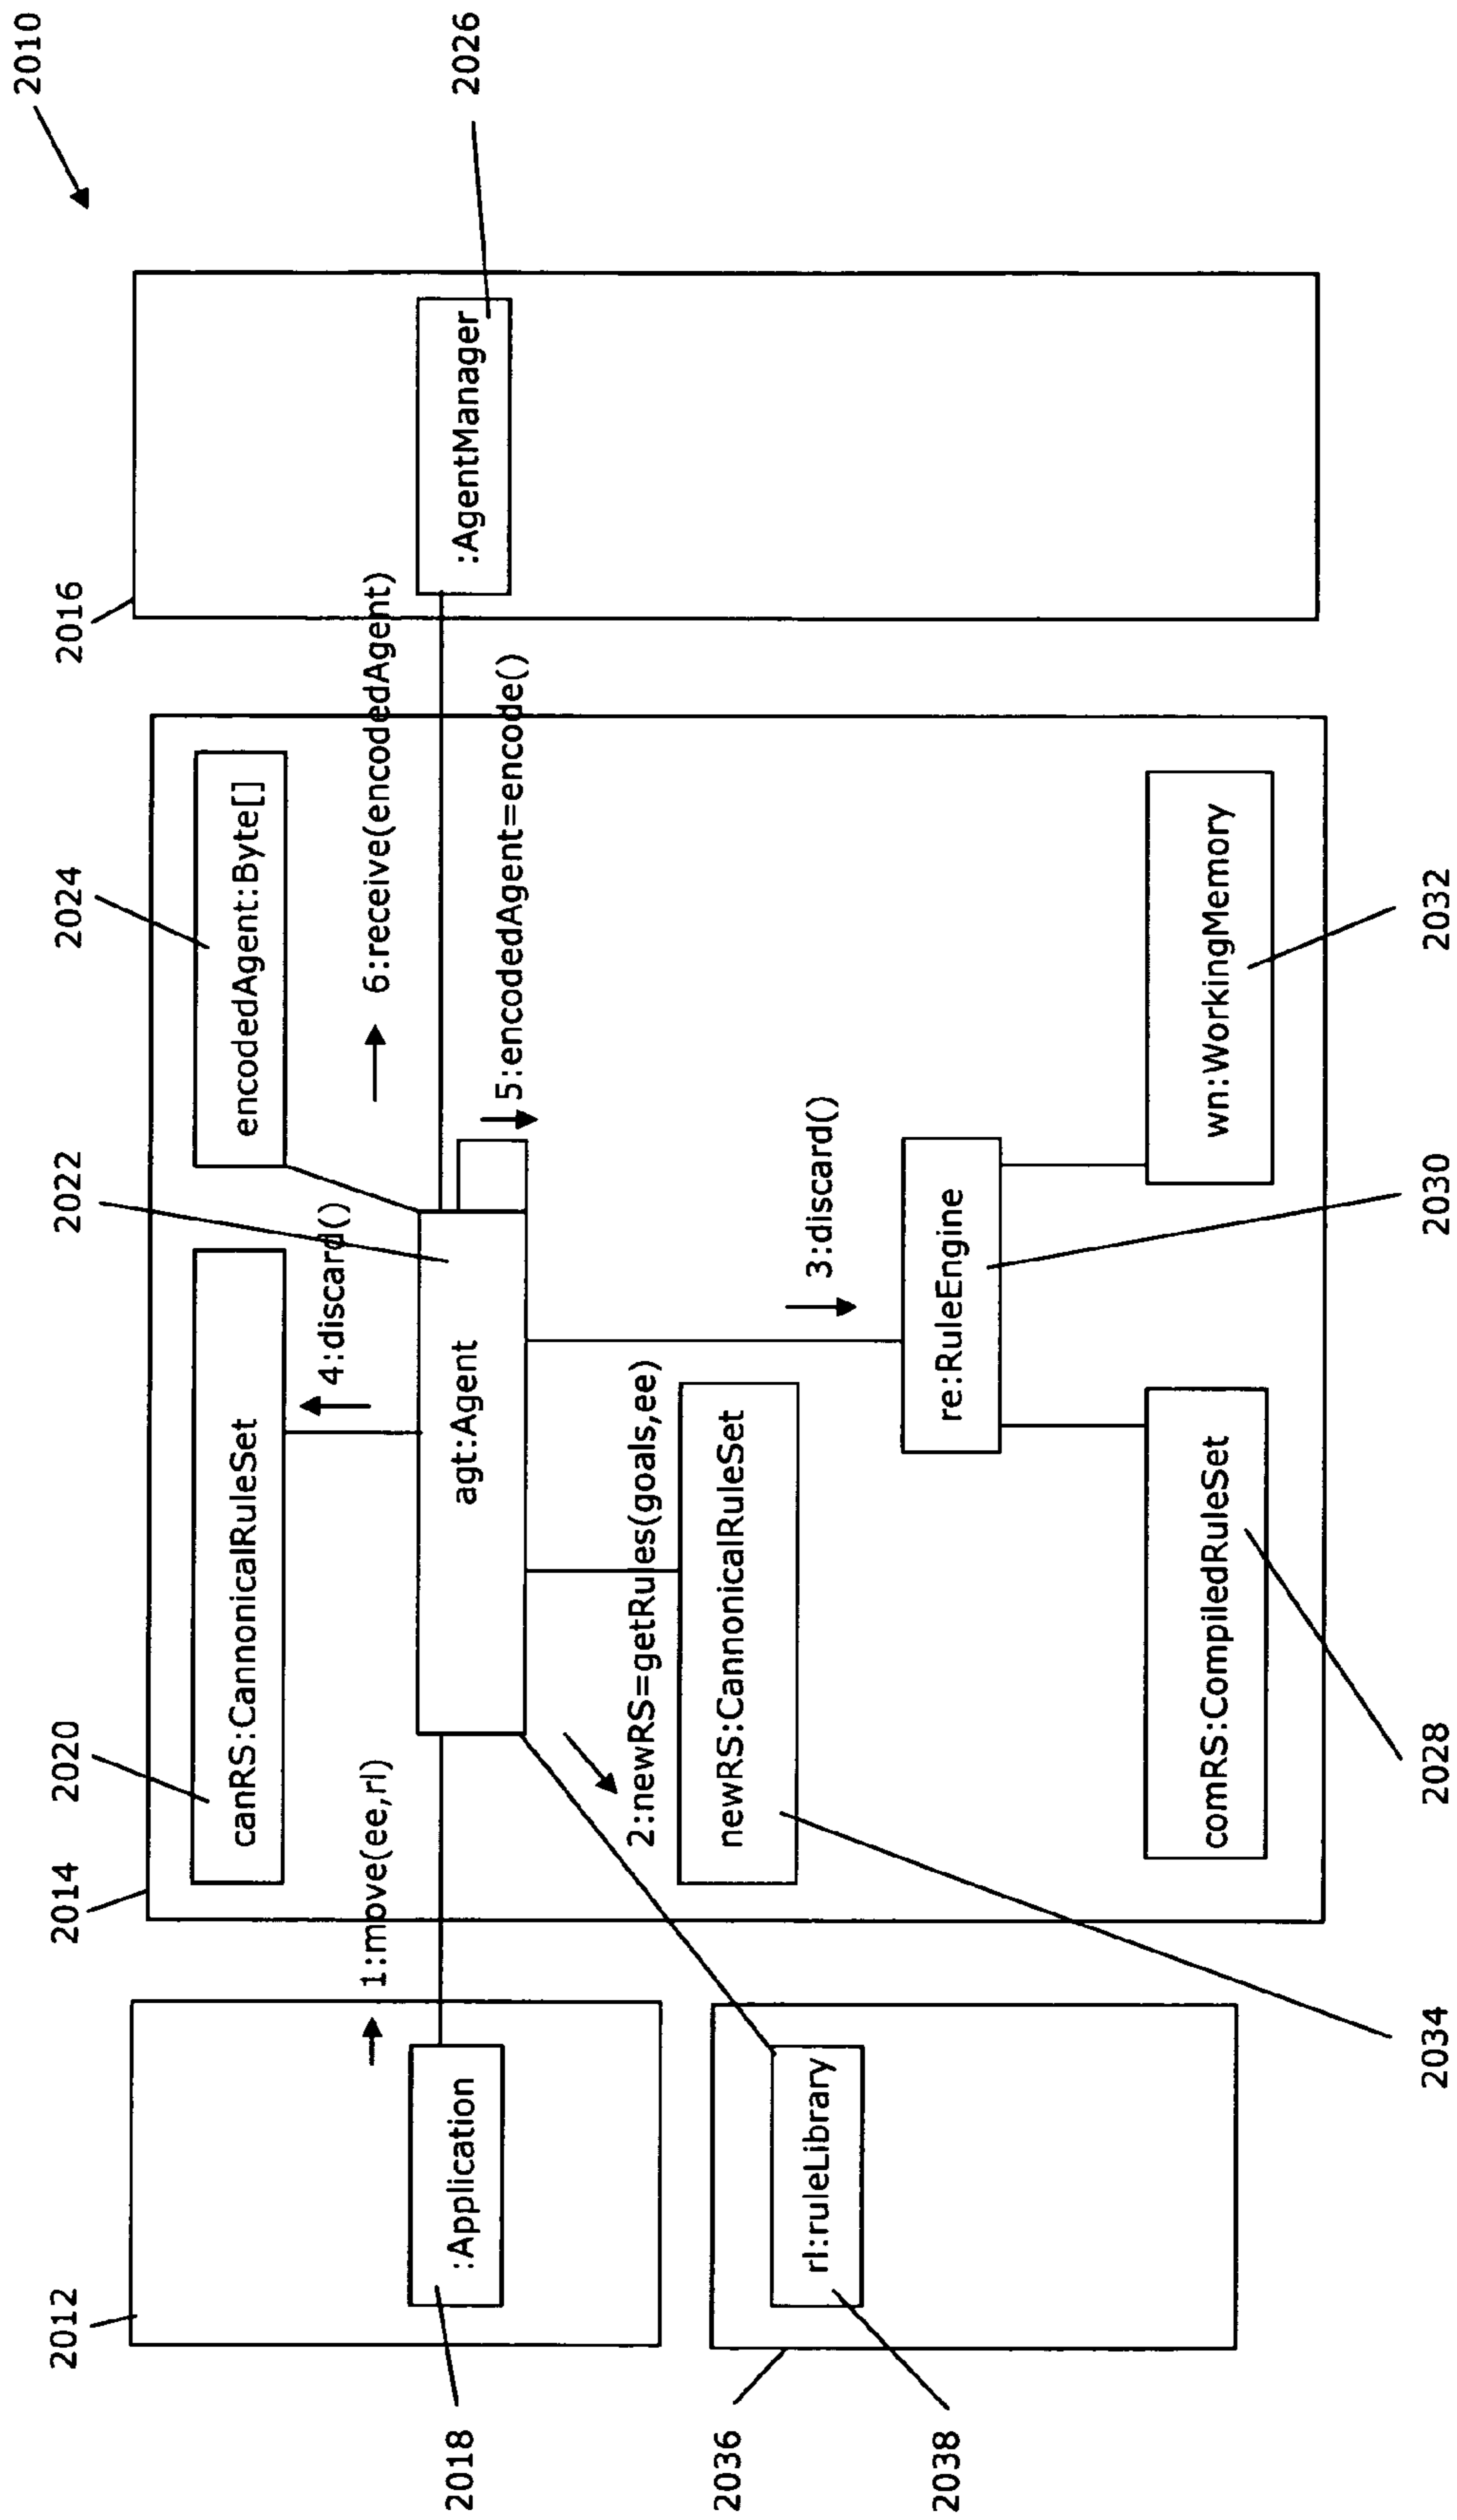 2010
2012
2014
2020
2022
2024
2016
canRS:CannonicalRuleSet
encodedAgent:Byte[]
4:discard()
1:move(ee,rl)
6:receive(encodedAgent)
2018
:Application
agt:Agent
:AgentManager
2026
5:encodedAgent=encode()
2:newRS=getRules(goals,ee)
newRS:CannonicalRuleSet
3:discard()
2036
rl:ruleLibrary
2038
re:RuleEngine
comRS:CompiledRuleSet
wn:WorkingMemory
2034
2028
2030
2032